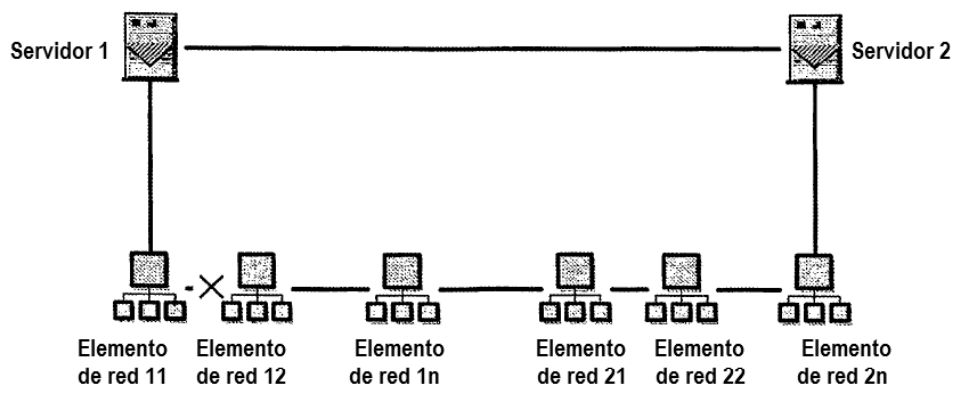 Servidor 1
Servidor 2
Elemento
de red 11
Elemento
de red 12
Elemento
de red 1n
Elemento
de red 21
Elemento
de red 22
Elemento
de red 2n